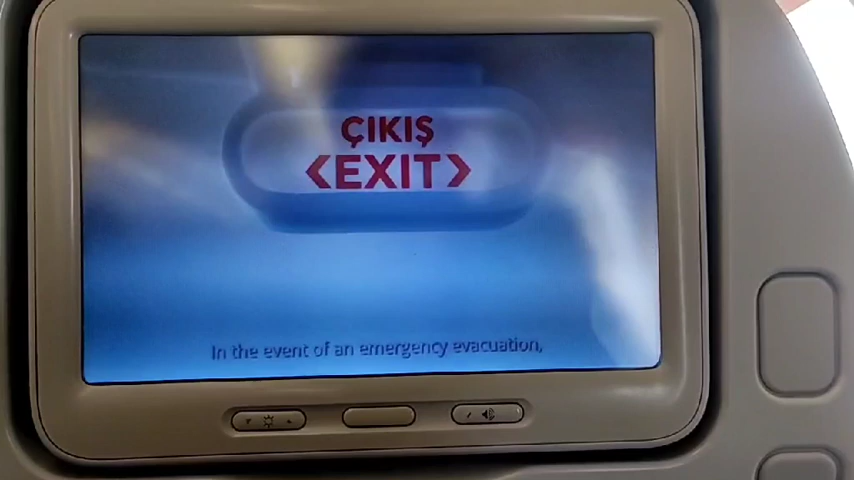 ÇIKIŞ
<EXIT>
In the event of an emergency evacuation,